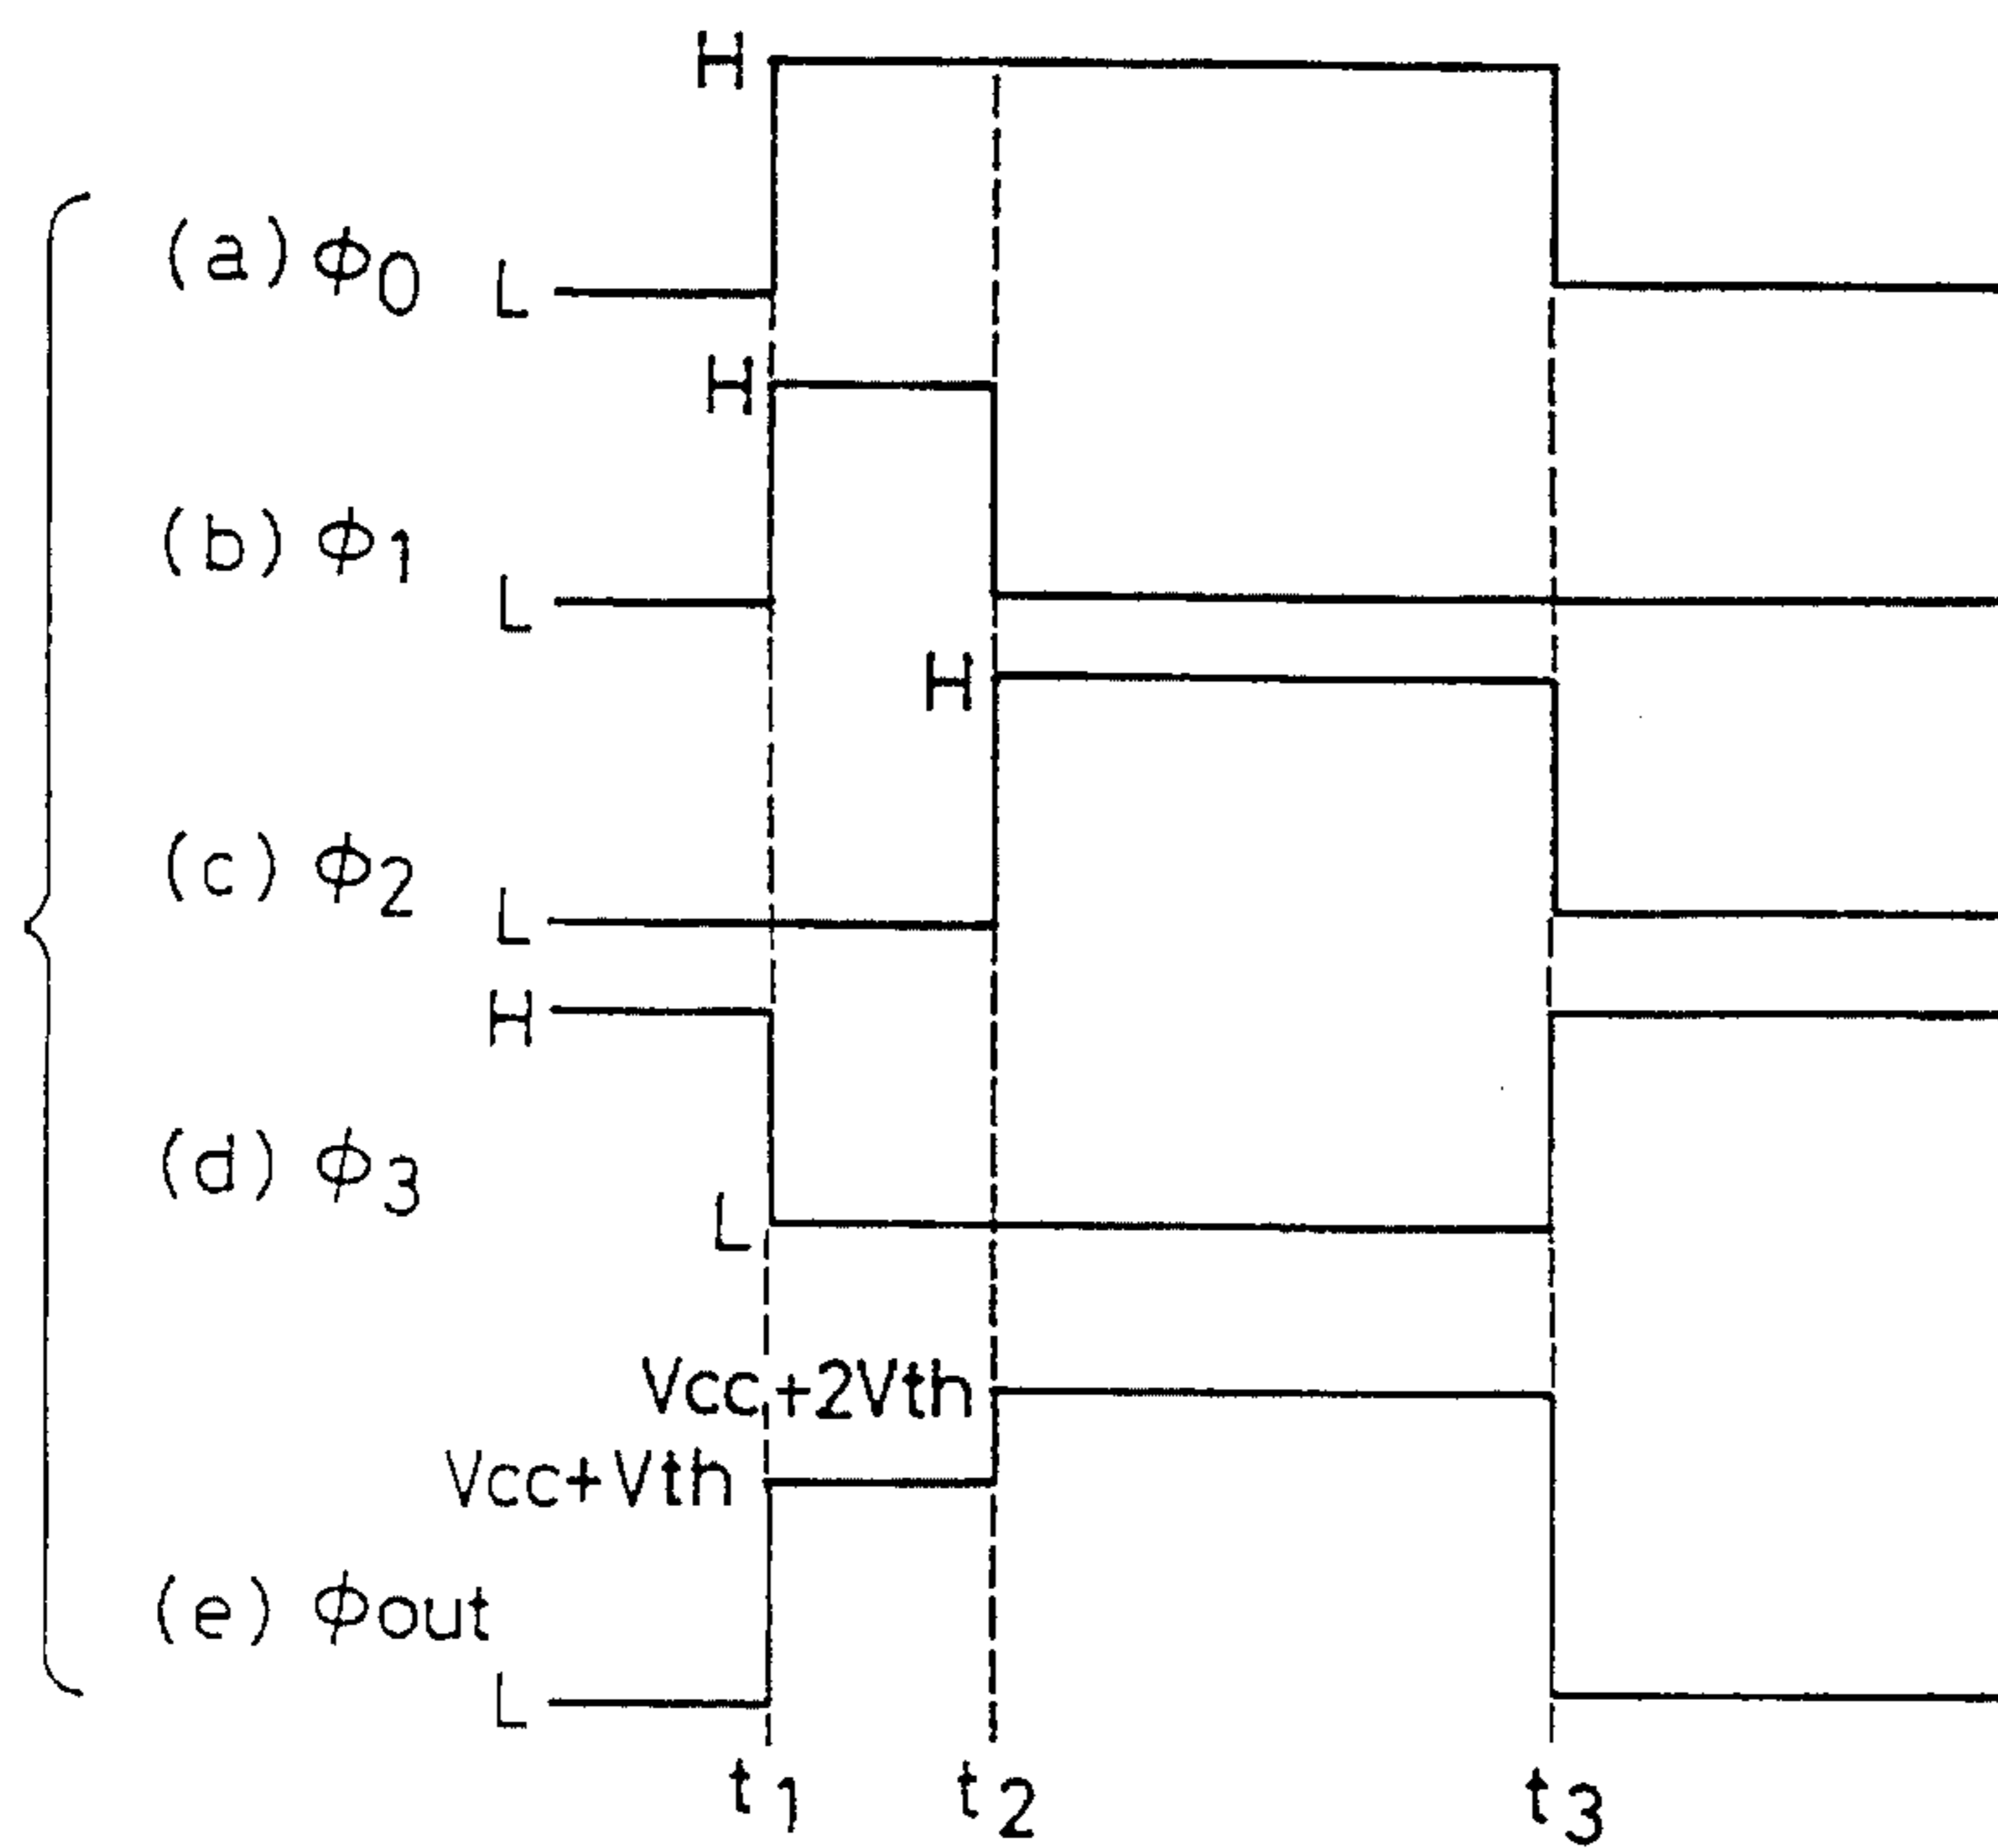 H
(a) ϕ0 L
H
(b) ϕ1 L
H
(c) ϕ2 L
H
(d) ϕ3 L
Vcc+2Vth
Vcc+Vth
(e) ϕout L
t1 t2 t3